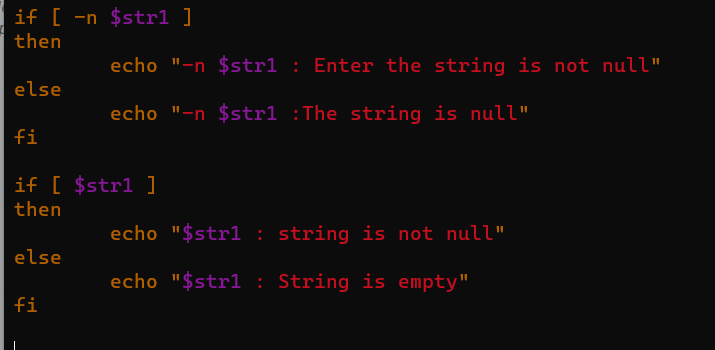 if [ -n $str1 ]
then
        echo "-n $str1 : Enter the string is not null"
else
        echo "-n $str1 :The string is null"
fi

if [ $str1 ]
then
        echo "$str1 : string is not null"
else
        echo "$str1 : String is empty"
fi